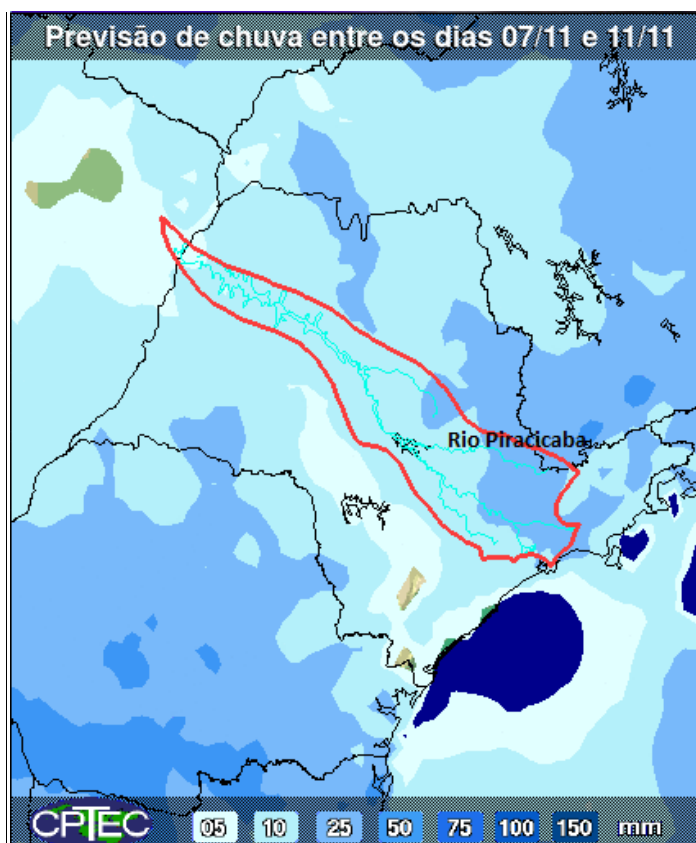 Previsão de chuva entre os dias 07/11 e 11/11
Rio Piracicaba
CPTEC 05 10 25 50 75 100 150 mm